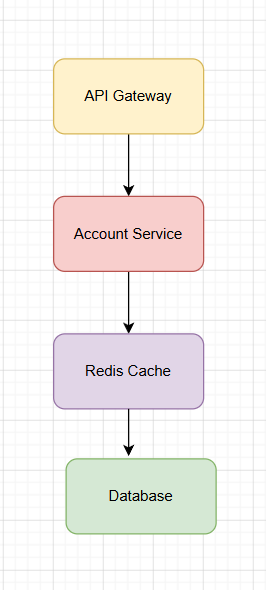 API Gateway
Account Service
Redis Cache
Database